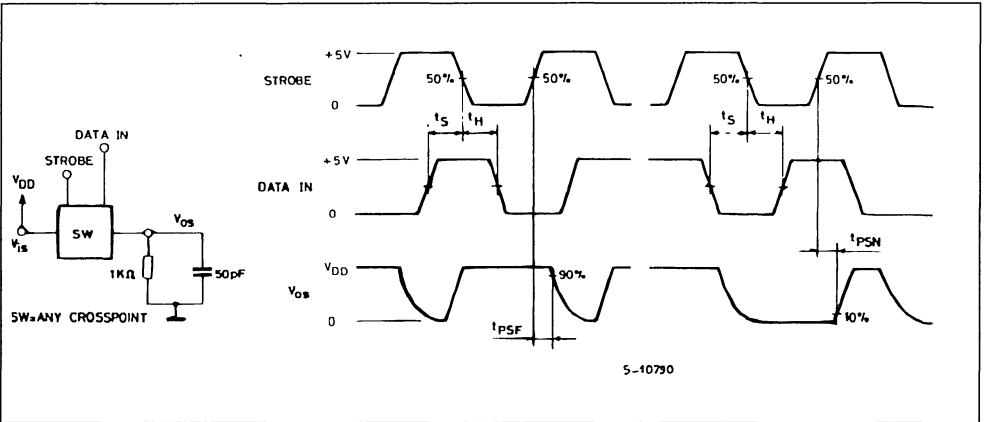 DATA IN
STROBE
VDD
Vis
SW
Vos
1KΩ
50pF
SW=ANY CROSSPOINT
STROBE
+5V
0
50%
50%
50%
50%
tS
tH
tS
tH
DATA IN
+5V
0
tPSN
Vos
VDD
0
90%
10%
tPSF
S-10790